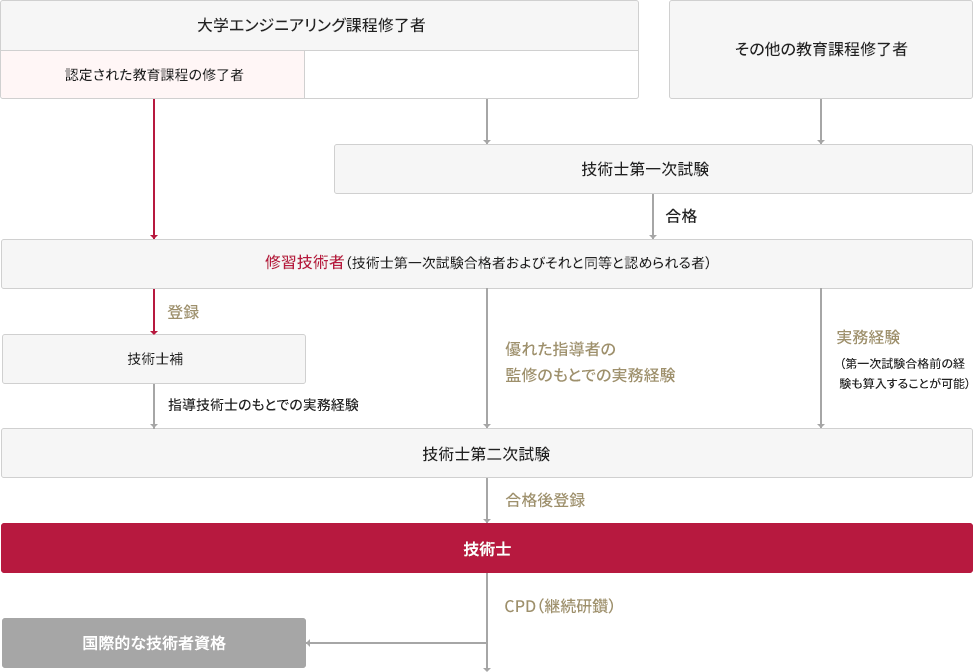 大学エンジニアリング課程修了者
その他の教育課程修了者
認定された教育課程の修了者
技術士第一次試験
合格
修習技術者（技術士第一次試験合格者およびそれと同等と認められる者）
登録
技術士補
指導技術士のもとでの実務経験
優れた指導者の
監修のもとでの実務経験
実務経験
（第一次試験合格前の経
験も算入することが可能）
技術士第二次試験
合格後登録
技術士
CPD（継続研鑽）
国際的な技術者資格